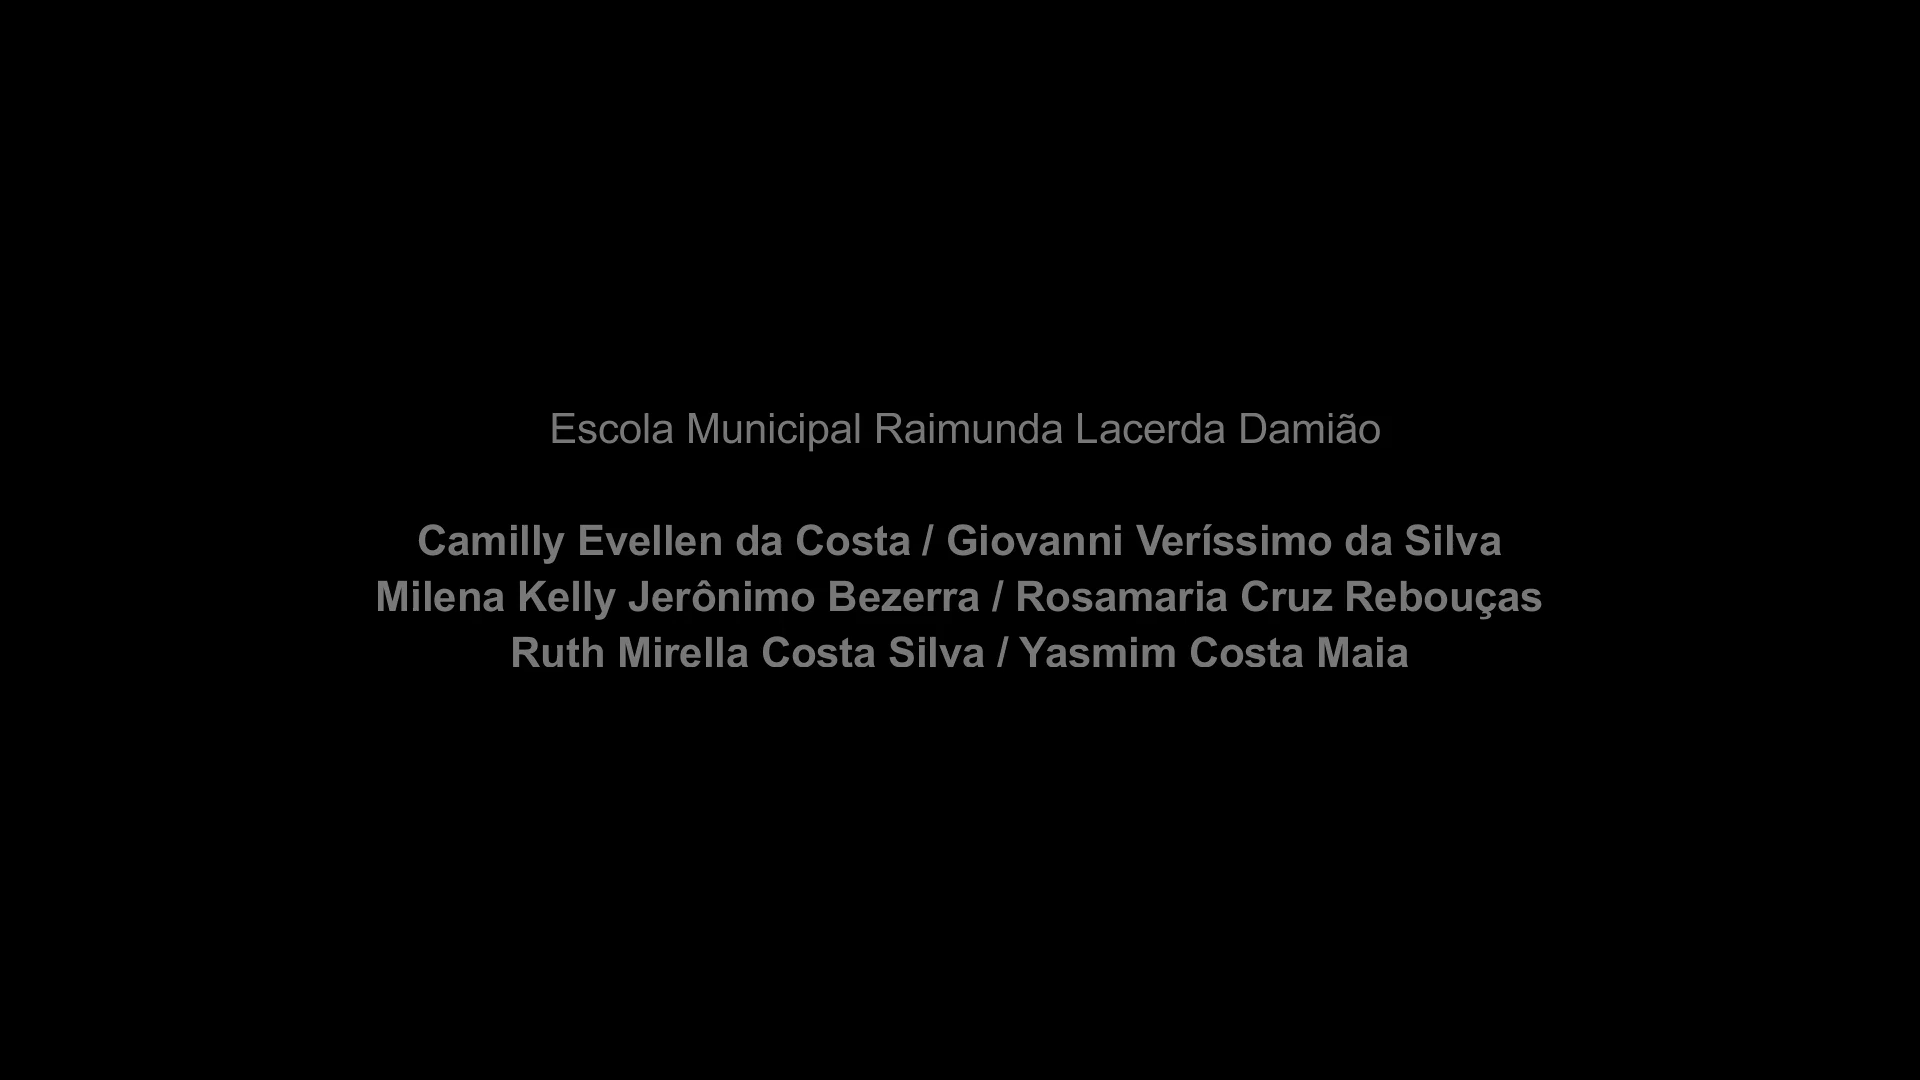 Escola Municipal Raimunda Lacerda Damião
Camilly Evellen da Costa / Giovanni Veríssimo da Silva
Milena Kelly Jerônimo Bezerra / Rosamaria Cruz Rebouças
Ruth Mirella Costa Silva / Yasmim Costa Maia